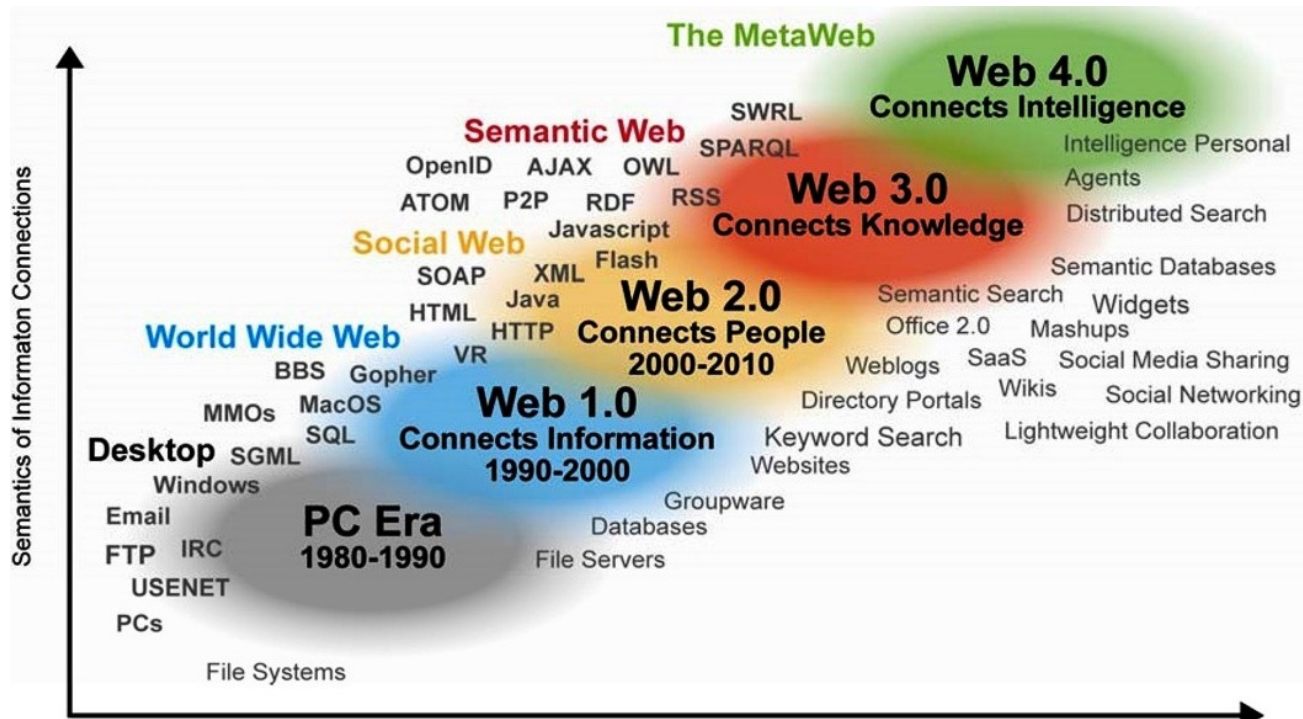 The MetaWeb
Web 4.0
Connects Intelligence
SWRL
Semantic Web
SPARQL
Intelligence Personal
Agents
OpenID AJAX OWL
Web 3.0
Connects Knowledge
ATOM P2P RDF RSS
Distributed Search
Javascript
Social Web
Flash
SOAP XML
Semantic Databases
Web 2.0
Connects People
2000-2010
Java
HTML
HTTP
Semantic Search Widgets
Office 2.0 Mashups
World Wide Web
VR
BBS Gopher
Weblogs SaaS Social Media Sharing
Wikis Social Networking
Directory Portals
Web 1.0
Connects Information
1990-2000
MMOs MacOS
SQL
Keyword Search Lightweight Collaboration
Websites
Desktop SGML
Windows
Groupware
Email
PC Era
1980-1990
Databases
FTP IRC
File Servers
USENET
PCs
File Systems
Semantics of Informaton Connections